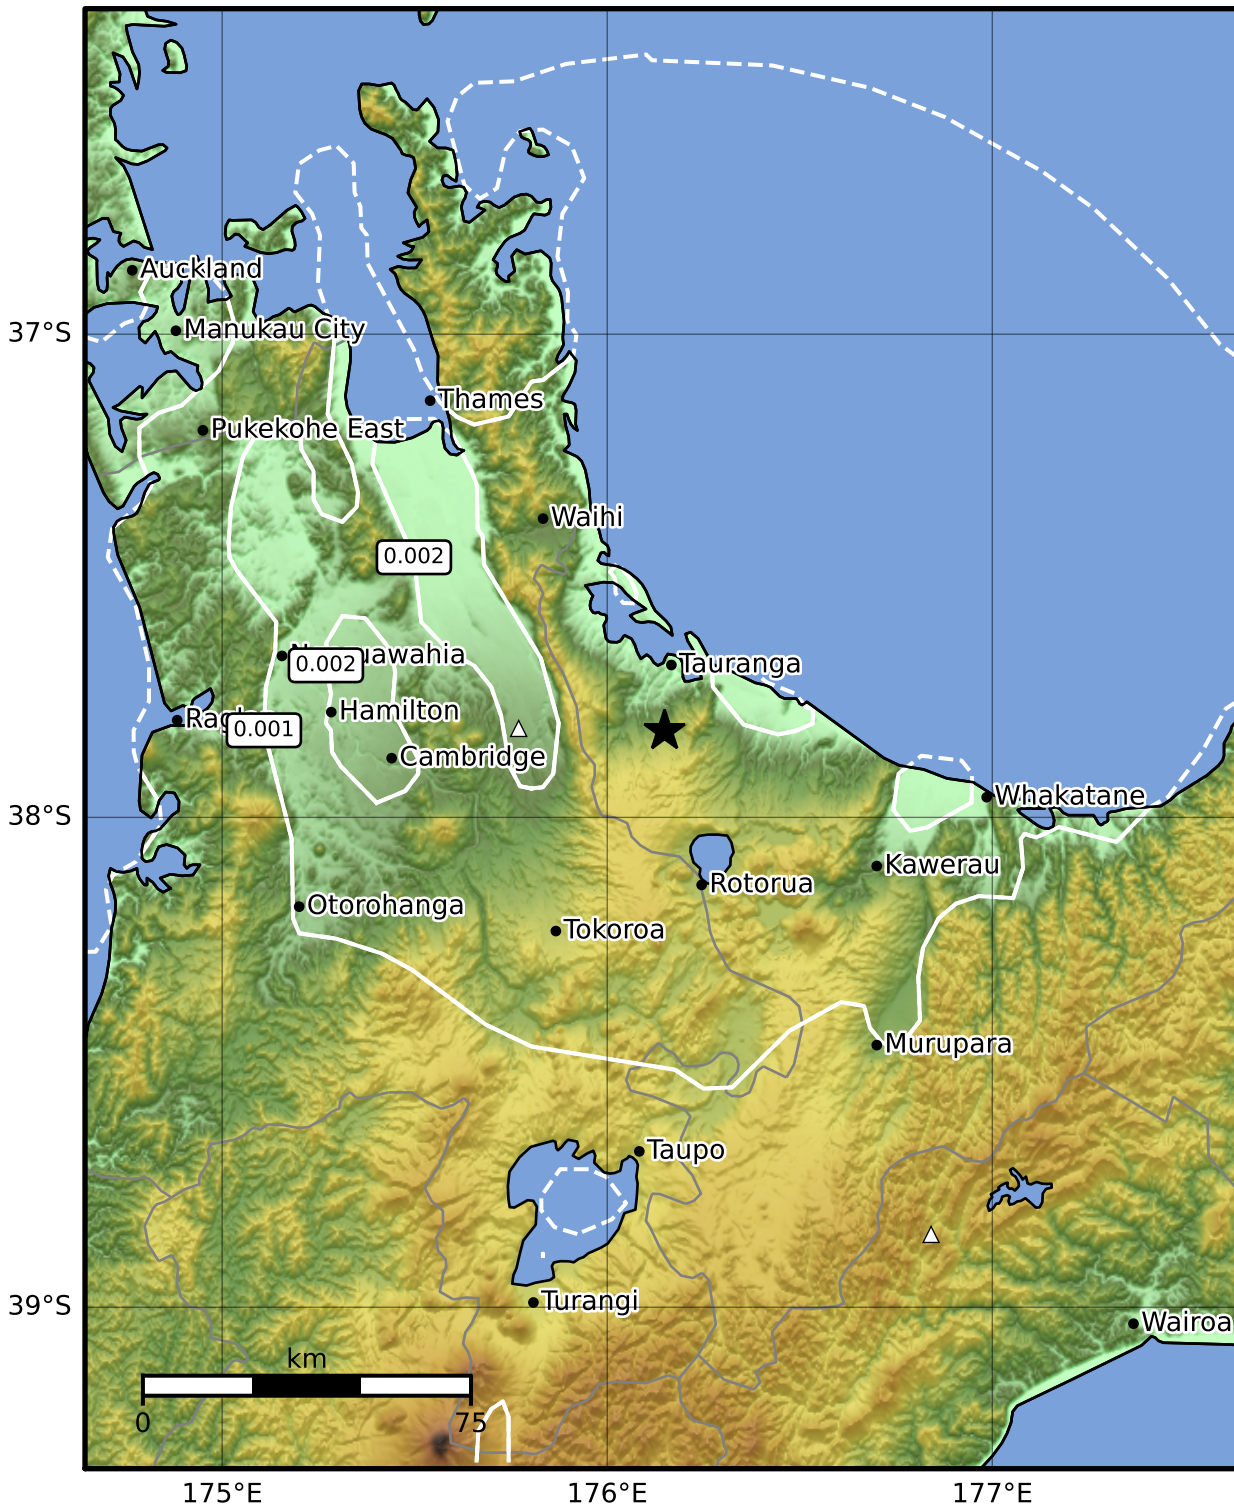 Auckland
Manukau City
37°S
Thames
Pukekohe East
Waihi
0.002
0.002
Tauranga
Hamilton
0.001
Cambridge
Whakatane
38°S
Kawerau
Rotorua
Otorohanga
Tokoroa
Murupara
Taupo
Turangi
39°S
Wairoa
km
0
75
175°E
176°E
177°E